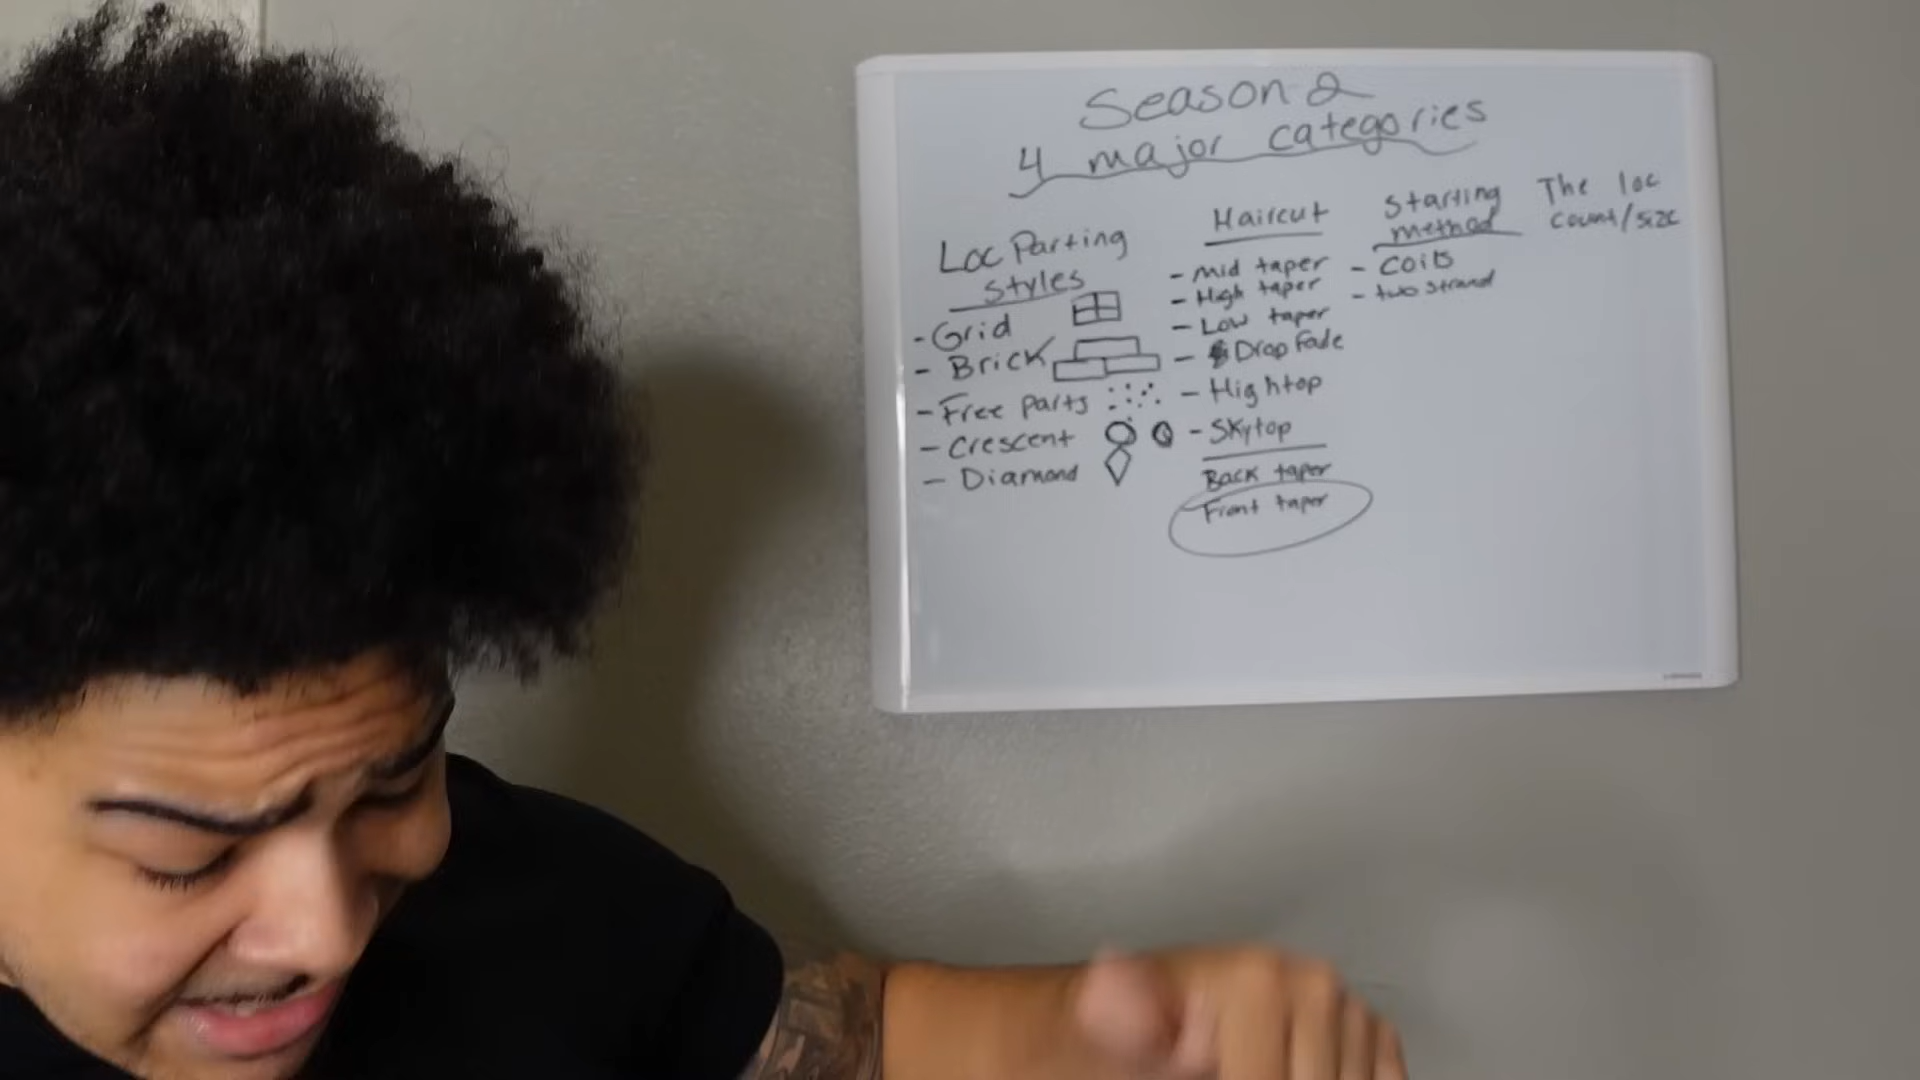 Season 2
4 major categories
Loc Parting
styles
- Grid
- Brick
- Free parts
- Crescent
- Diamond
Haircut
- mid taper
- High taper
- Low taper
- Drop Fade
- Hightop
- Skytop
Back taper
Front taper
Starting
method
- coils
- two strand
The loc
count/size